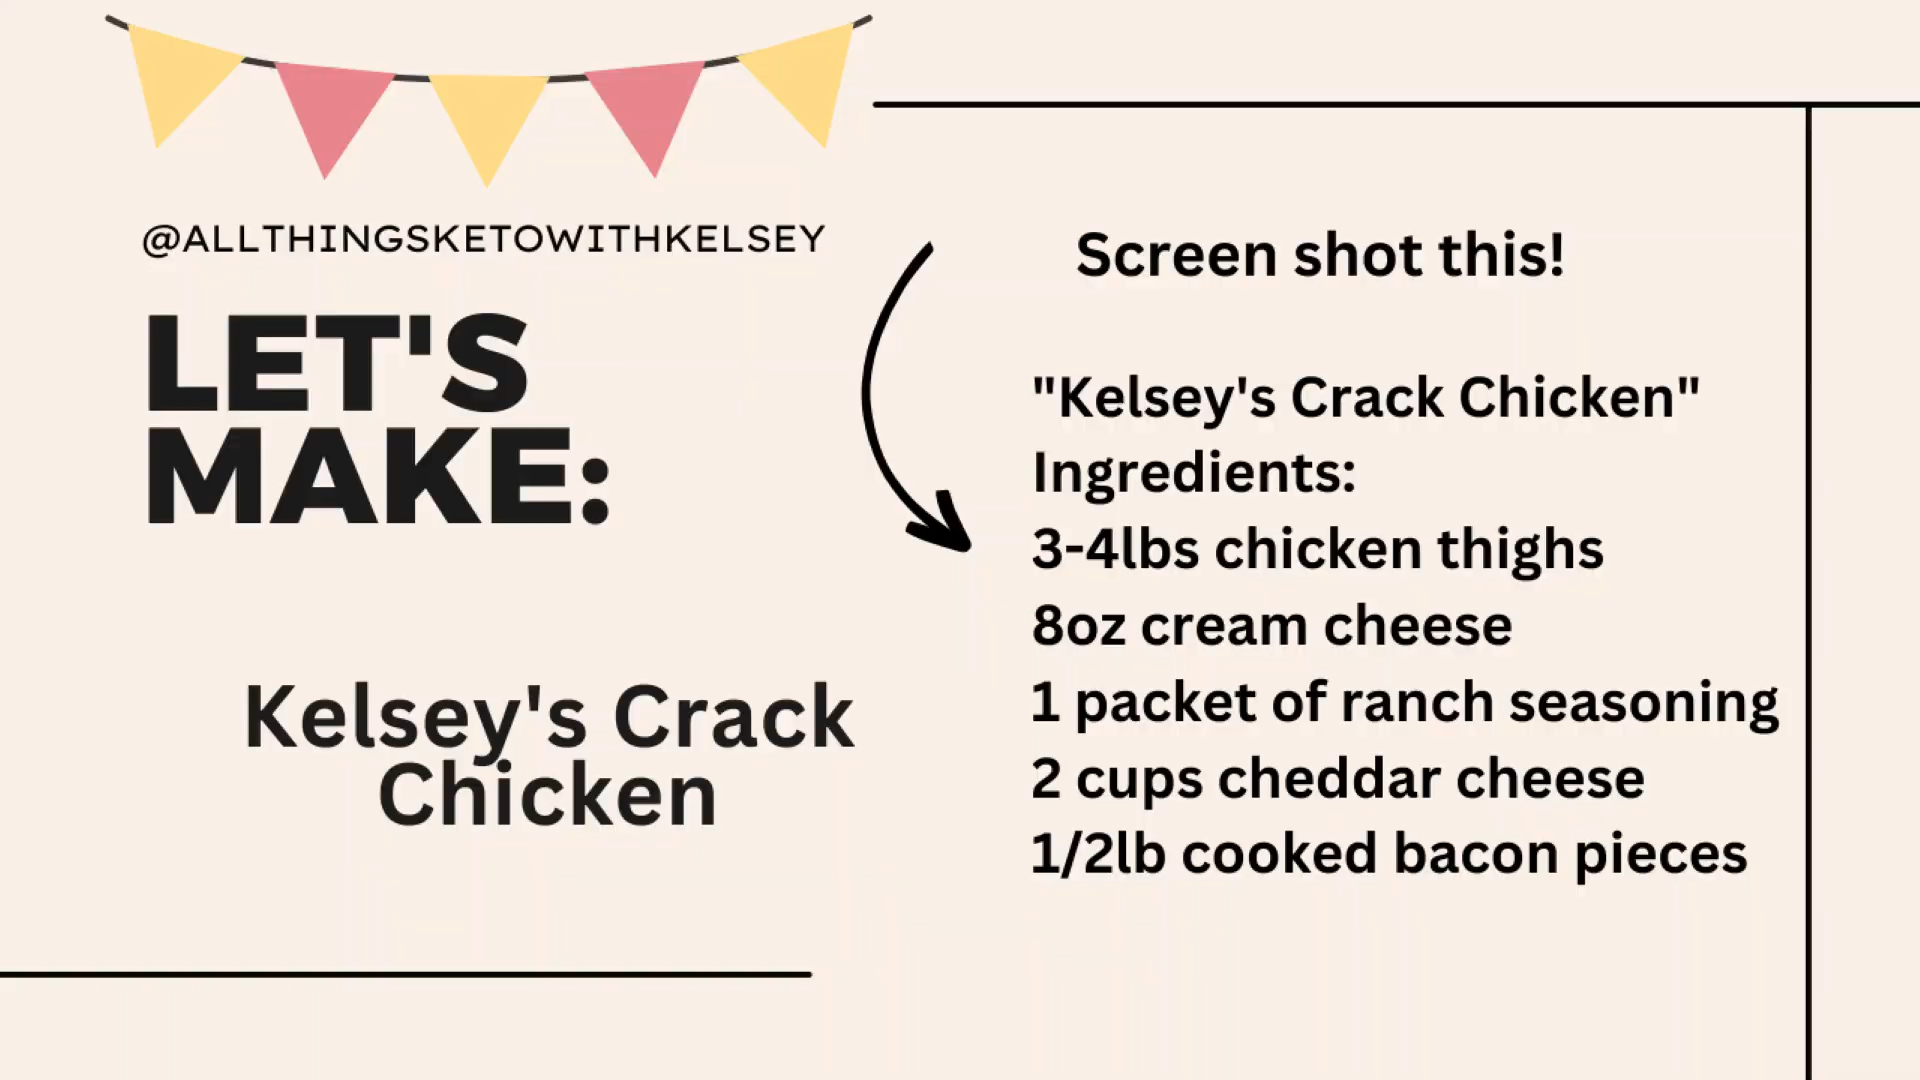 @ALLTHINGSKETOWITHKELSEY
LET'S
MAKE:
Kelsey's Crack
Chicken
Screen shot this!
"Kelsey's Crack Chicken"
Ingredients:
3-4lbs chicken thighs
8oz cream cheese
1 packet of ranch seasoning
2 cups cheddar cheese
1/2lb cooked bacon pieces